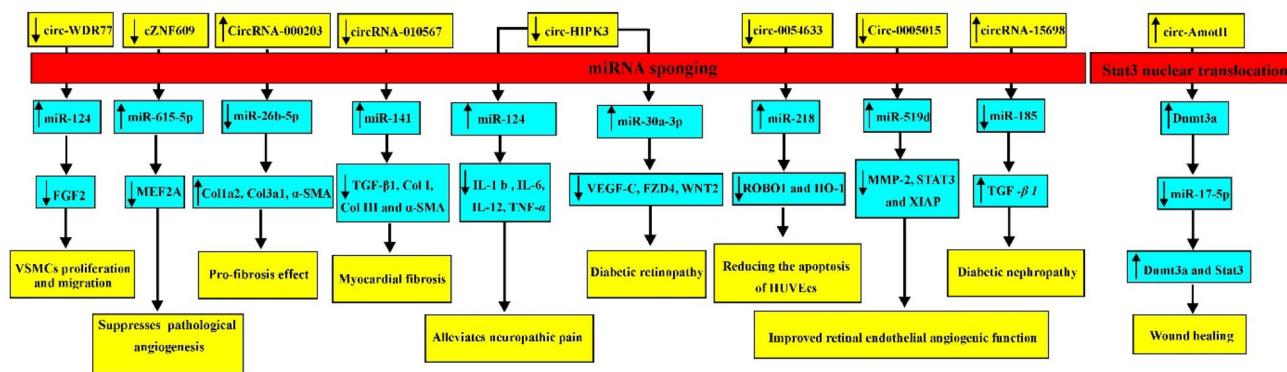 circ-WDR77
cZNF609
CircRNA-000203
circRNA-010567
circ-HIPK3
circ-0054633
Circ-0005015
circRNA-15698
circ-Amotl1
miRNA sponging
Stat3 nuclear translocation
miR-124
miR-615-5p
miR-26b-5p
miR-141
miR-124
miR-30a-3p
miR-218
miR-519d
miR-185
Dnmt3a
FGF2
MEF2A
Col1a2, Col3a1, α-SMA
TGF-β1, Col I,
Col III and α-SMA
IL-1 b , IL-6,
IL-12, TNF-α
VEGF-C, FZD4, WNT2
ROBO1 and HO-1
MMP-2, STAT3
and XIAP
TGF -β 1
miR-17-5p
VSMCs proliferation
and migration
Pro-fibrosis effect
Myocardial fibrosis
Diabetic retinopathy
Reducing the apoptosis
of HUVEcs
Diabetic nephropathy
Dnmt3a and Stat3
Suppresses pathological
angiogenesis
Alleviates neuropathic pain
Improved retinal endothelial angiogenic function
Wound healing